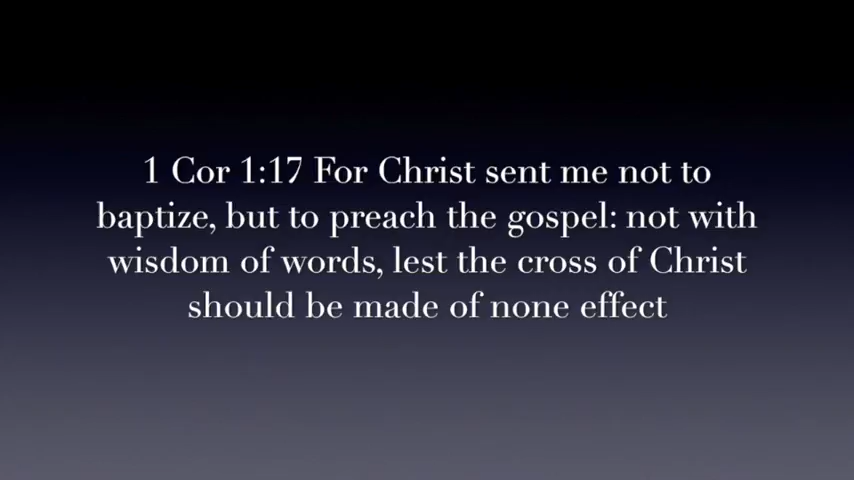 1 Cor 1:17 For Christ sent me not to
baptize, but to preach the gospel: not with
wisdom of words, lest the cross of Christ
should be made of none effect